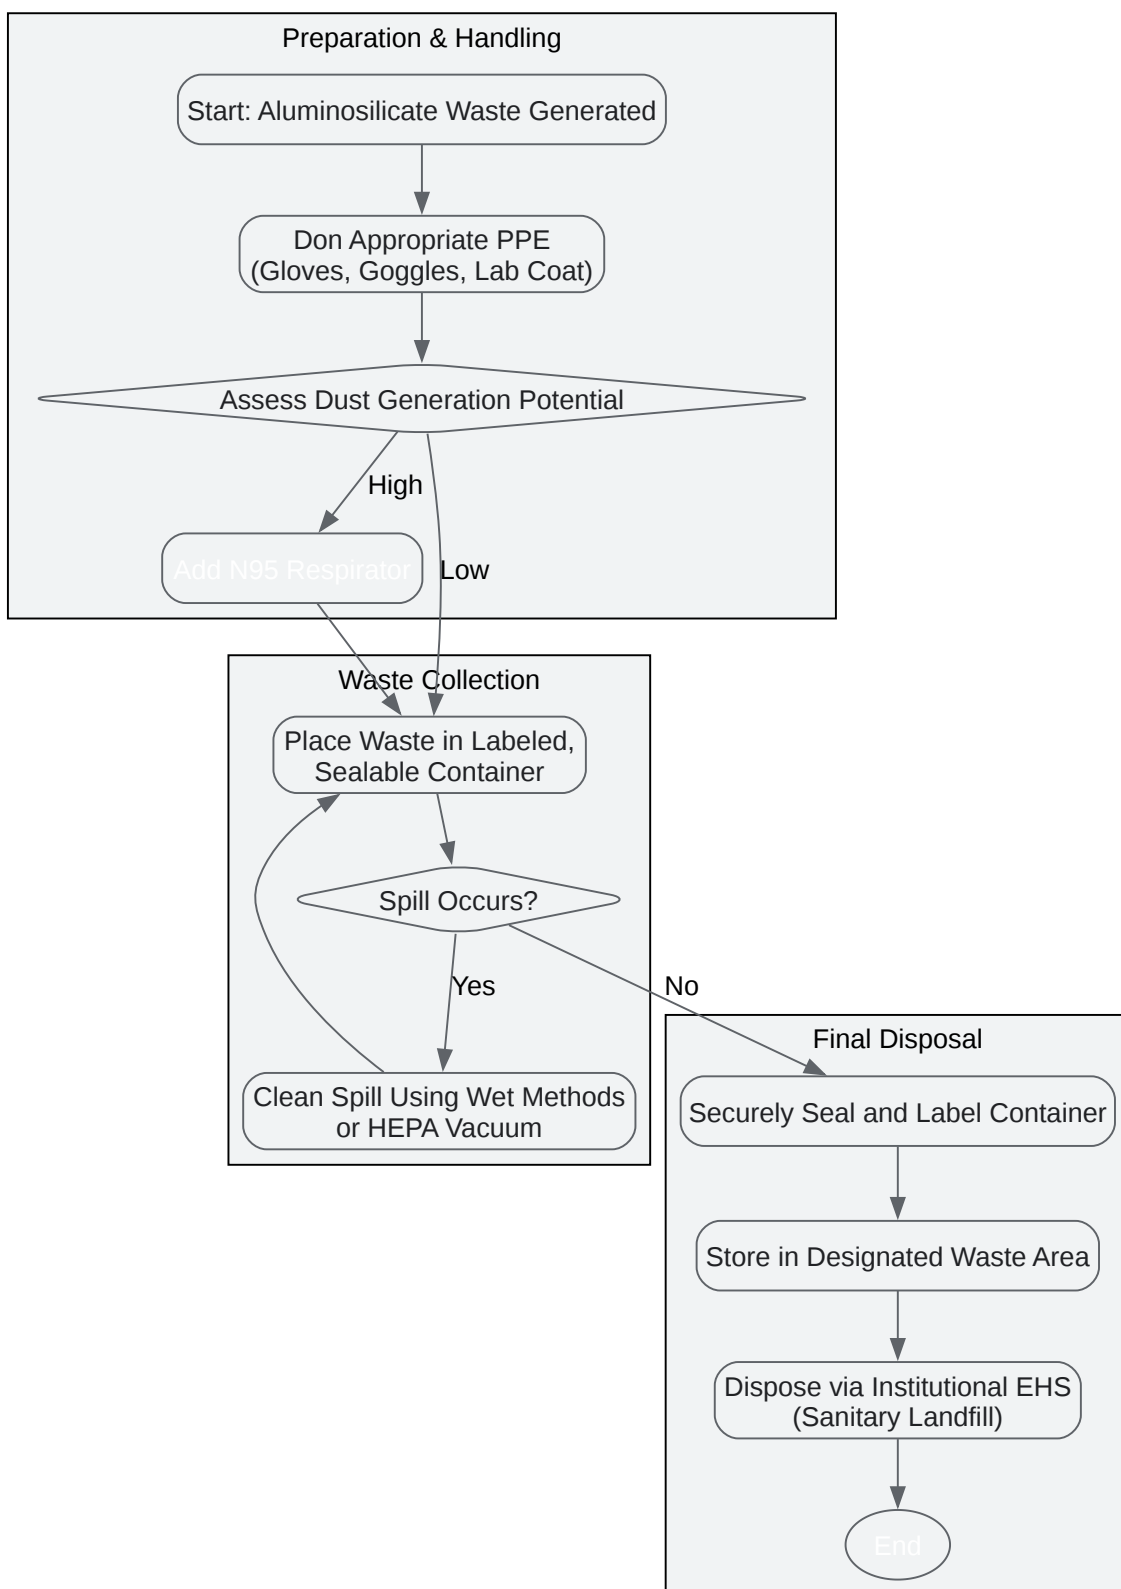 Preparation & Handling
Start: Aluminosilicate Waste Generated
Don Appropriate PPE
(Gloves, Goggles, Lab Coat)
Assess Dust Generation Potential
High
Add N95 Respirator
Low
Waste Collection
Place Waste in Labeled,
Sealable Container
Spill Occurs?
Yes
No
Clean Spill Using Wet Methods
or HEPA Vacuum
Final Disposal
Securely Seal and Label Container
Store in Designated Waste Area
Dispose via Institutional EHS
(Sanitary Landfill)
End